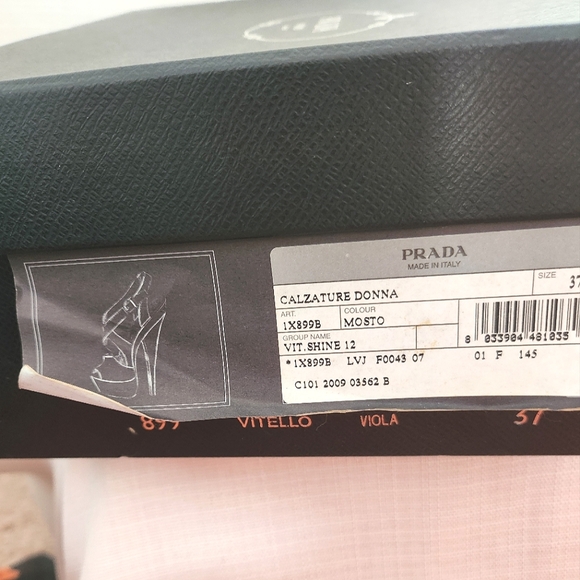 PRADA
MADE IN ITALY
CALZATURE DONNA
SIZE 37
ART. COLOUR
1X899B MOSTO
GROUP NAME
VIT.SHINE 12
*1X899B LVJ F0043 07 01 F 145
8 033904 481035
C101 2009 03562 B
899 VITELLO VIOLA 37